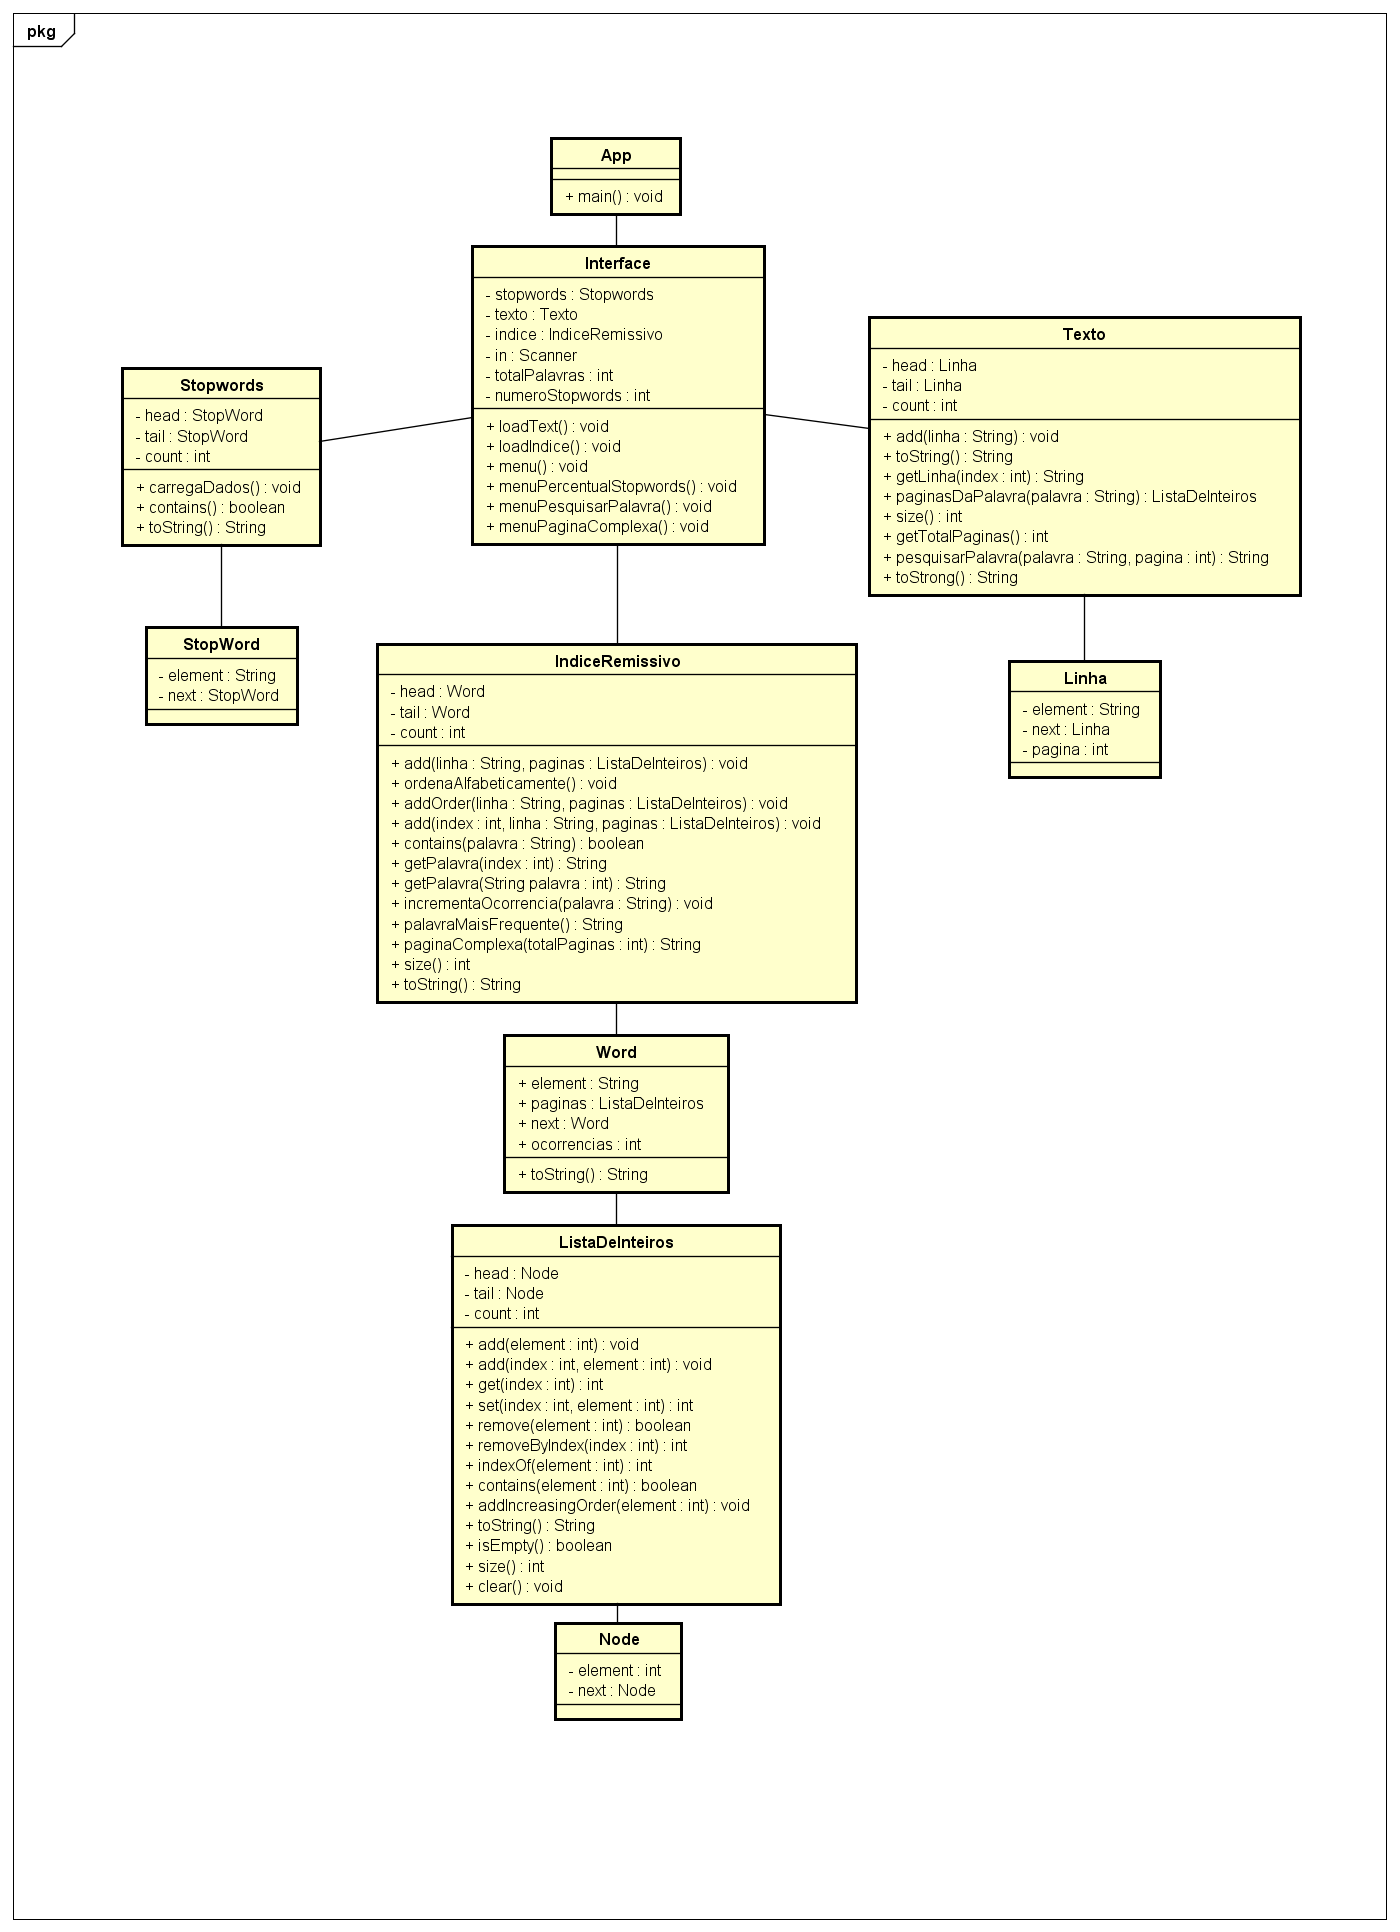 pkg
App
+ main() : void
Interface
- stopwords : Stopwords
- texto : Texto
- indice : IndiceRemissivo
- in : Scanner
- totalPalavras : int
- numeroStopwords : int
+ loadText() : void
+ loadIndice() : void
+ menu() : void
+ menuPercentualStopwords() : void
+ menuPesquisarPalavra() : void
+ menuPaginaComplexa() : void
Texto
- head : Linha
- tail : Linha
- count : int
+ add(linha : String) : void
+ toString() : String
+ getLinha(index : int) : String
+ paginasDaPalavra(palavra : String) : ListaDeInteiros
+ size() : int
+ getTotalPaginas() : int
+ pesquisarPalavra(palavra : String, pagina : int) : String
+ toStrong() : String
Stopwords
- head : StopWord
- tail : StopWord
- count : int
+ carregaDados() : void
+ contains() : boolean
+ toString() : String
StopWord
- element : String
- next : StopWord
Linha
- element : String
- next : Linha
- pagina : int
IndiceRemissivo
- head : Word
- tail : Word
- count : int
+ add(linha : String, paginas : ListaDeInteiros) : void
+ ordenaAlfabeticamente() : void
+ addOrder(linha : String, paginas : ListaDeInteiros) : void
+ add(index : int, linha : String, paginas : ListaDeInteiros) : void
+ contains(palavra : String) : boolean
+ getPalavra(index : int) : String
+ getPalavra(String palavra : int) : String
+ incrementaOcorrencia(palavra : String) : void
+ palavraMaisFrequente() : String
+ paginaComplexa(totalPaginas : int) : String
+ size() : int
+ toString() : String
Word
+ element : String
+ paginas : ListaDeInteiros
+ next : Word
+ ocorrencias : int
+ toString() : String
ListaDeInteiros
- head : Node
- tail : Node
- count : int
+ add(element : int) : void
+ add(index : int, element : int) : void
+ get(index : int) : int
+ set(index : int, element : int) : int
+ remove(element : int) : boolean
+ removeByIndex(index : int) : int
+ indexOf(element : int) : int
+ contains(element : int) : boolean
+ addIncreasingOrder(element : int) : void
+ toString() : String
+ isEmpty() : boolean
+ size() : int
+ clear() : void
Node
- element : int
- next : Node